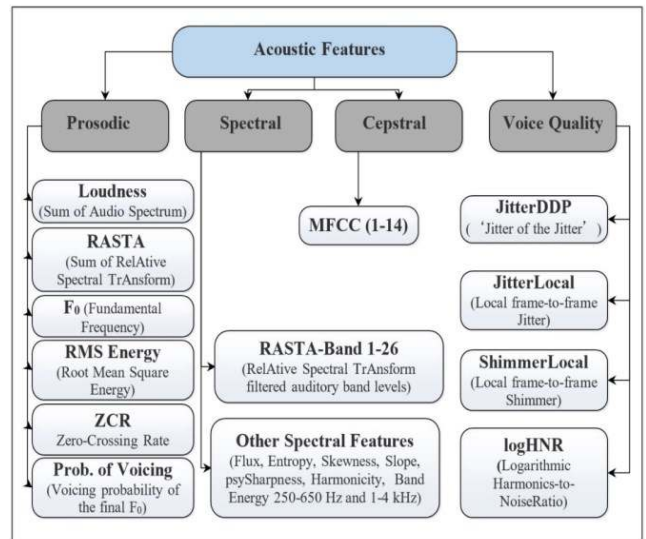 Acoustic Features
Prosodic
Spectral
Cepstral
Voice Quality
Loudness
(Sum of Audio Spectrum)
RASTA
(Sum of RelAtive
Spectral TrAnsform)
F₀ (Fundamental
Frequency)
RMS Energy
(Root Mean Square
Energy)
ZCR
Zero-Crossing Rate
Prob. of Voicing
(Voicing probability of
the final F₀)
RASTA-Band 1-26
(RelAtive Spectral TrAnsform
filtered auditory band levels)
Other Spectral Features
(Flux, Entropy, Skewness, Slope,
psySharpness, Harmonicity, Band
Energy 250-650 Hz and 1-4 kHz)
MFCC (1-14)
JitterDDP
( ‘Jitter of the Jitter’ )
JitterLocal
(Local frame-to-frame
Jitter)
ShimmerLocal
(Local frame-to-frame
Shimmer)
logHNR
(Logarithmic
Harmonics-to-
NoiseRatio)